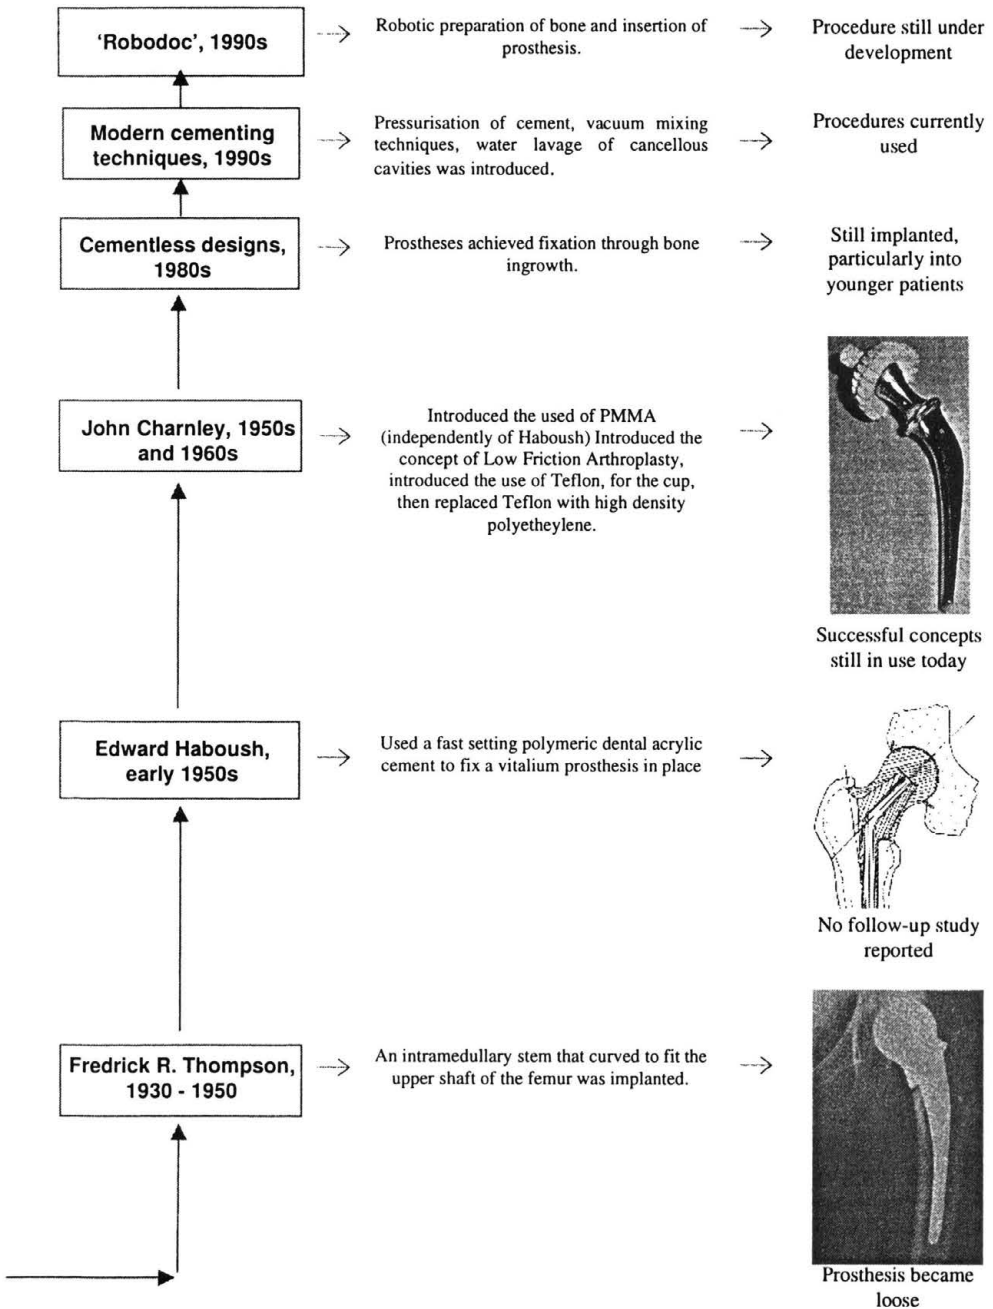 'Robodoc', 1990s
Robotic preparation of bone and insertion of
prosthesis.
Procedure still under
development
Modern cementing
techniques, 1990s
Pressurisation of cement, vacuum mixing
techniques, water lavage of cancellous
cavities was introduced.
Procedures currently
used
Cementless designs,
1980s
Prostheses achieved fixation through bone
ingrowth.
Still implanted,
particularly into
younger patients
John Charnley, 1950s
and 1960s
Introduced the used of PMMA
(independently of Haboush) Introduced the
concept of Low Friction Arthroplasty,
introduced the use of Teflon, for the cup,
then replaced Teflon with high density
polyetheylene.
Successful concepts
still in use today
Edward Haboush,
early 1950s
Used a fast setting polymeric dental acrylic
cement to fix a vitalium prosthesis in place
No follow-up study
reported
Fredrick R. Thompson,
1930 - 1950
An intramedullary stem that curved to fit the
upper shaft of the femur was implanted.
Prosthesis became
loose